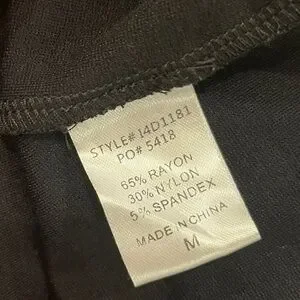 STYLE# I4D1181
PO# 5418
65% RAYON
30% NYLON
5% SPANDEX
MADE IN CHINA
M